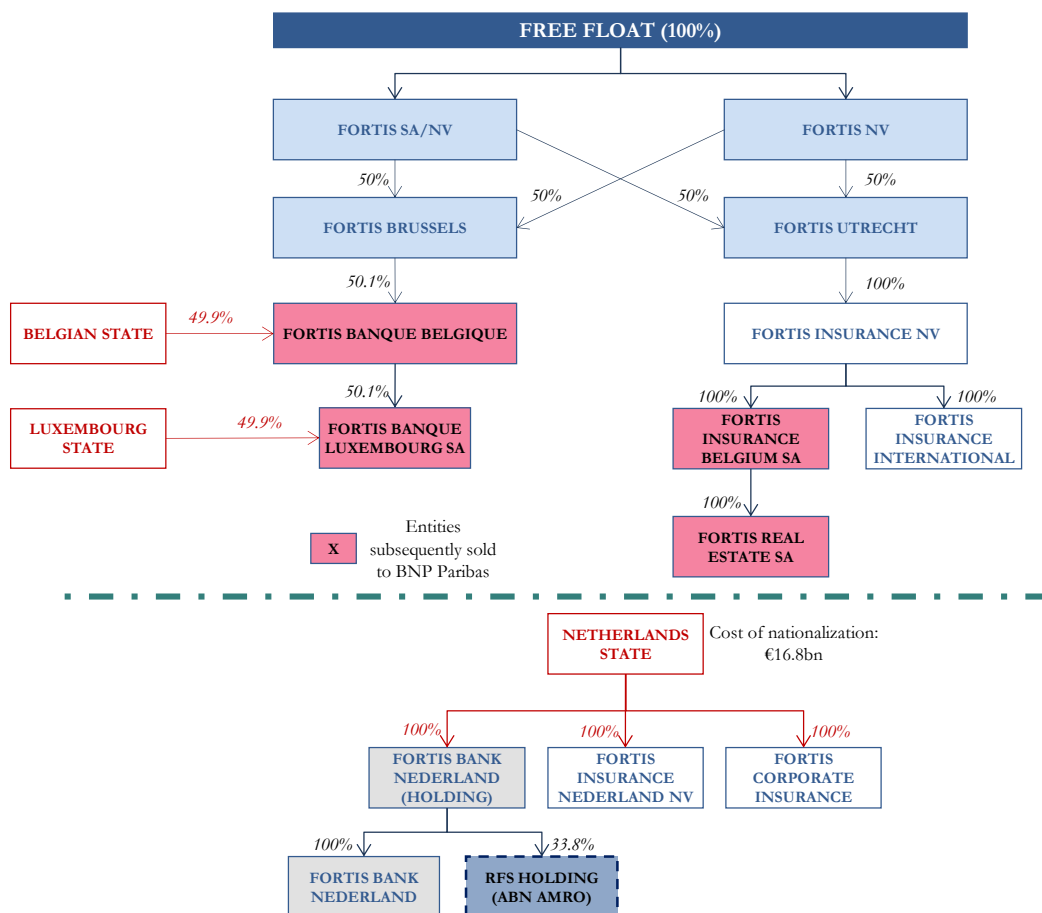 FREE FLOAT (100%)
FORTIS SA/NV
FORTIS NV
50%
50%
50%
50%
FORTIS BRUSSELS
FORTIS UTRECHT
50.1%
100%
BELGIAN STATE
49.9%
FORTIS BANQUE BELGIQUE
FORTIS INSURANCE NV
50.1%
100%
100%
LUXEMBOURG
STATE
49.9%
FORTIS BANQUE
LUXEMBOURG SA
FORTIS
INSURANCE
BELGIUM SA
FORTIS
INSURANCE
INTERNATIONAL
100%
X
Entities
subsequently sold
to BNP Paribas
FORTIS REAL
ESTATE SA
NETHERLANDS
STATE
Cost of nationalization:
€16.8bn
100%
100%
100%
FORTIS BANK
NEDERLAND
(HOLDING)
FORTIS
INSURANCE
NEDERLAND NV
FORTIS
CORPORATE
INSURANCE
100%
33.8%
FORTIS BANK
NEDERLAND
RFS HOLDING
(ABN AMRO)